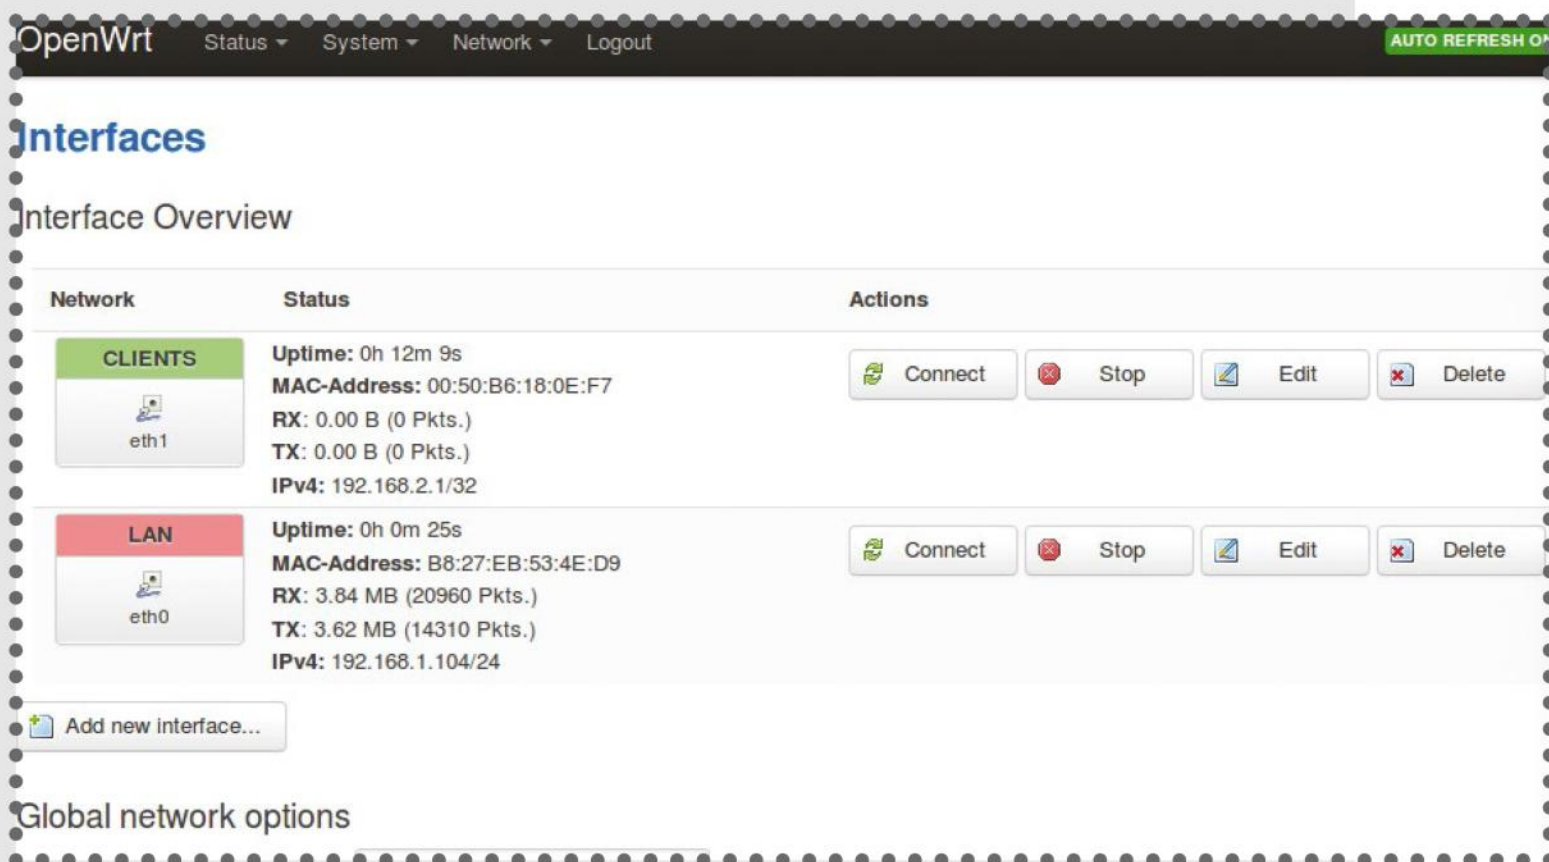 OpenWrt Status System Network Logout AUTO REFRESH ON
Interfaces
Interface Overview
Network Status Actions
CLIENTS
eth1
Uptime: 0h 12m 9s
MAC-Address: 00:50:B6:18:0E:F7
RX: 0.00 B (0 Pkts.)
TX: 0.00 B (0 Pkts.)
IPv4: 192.168.2.1/32
Connect Stop Edit Delete
LAN
eth0
Uptime: 0h 0m 25s
MAC-Address: B8:27:EB:53:4E:D9
RX: 3.84 MB (20960 Pkts.)
TX: 3.62 MB (14310 Pkts.)
IPv4: 192.168.1.104/24
Connect Stop Edit Delete
Add new interface...
Global network options